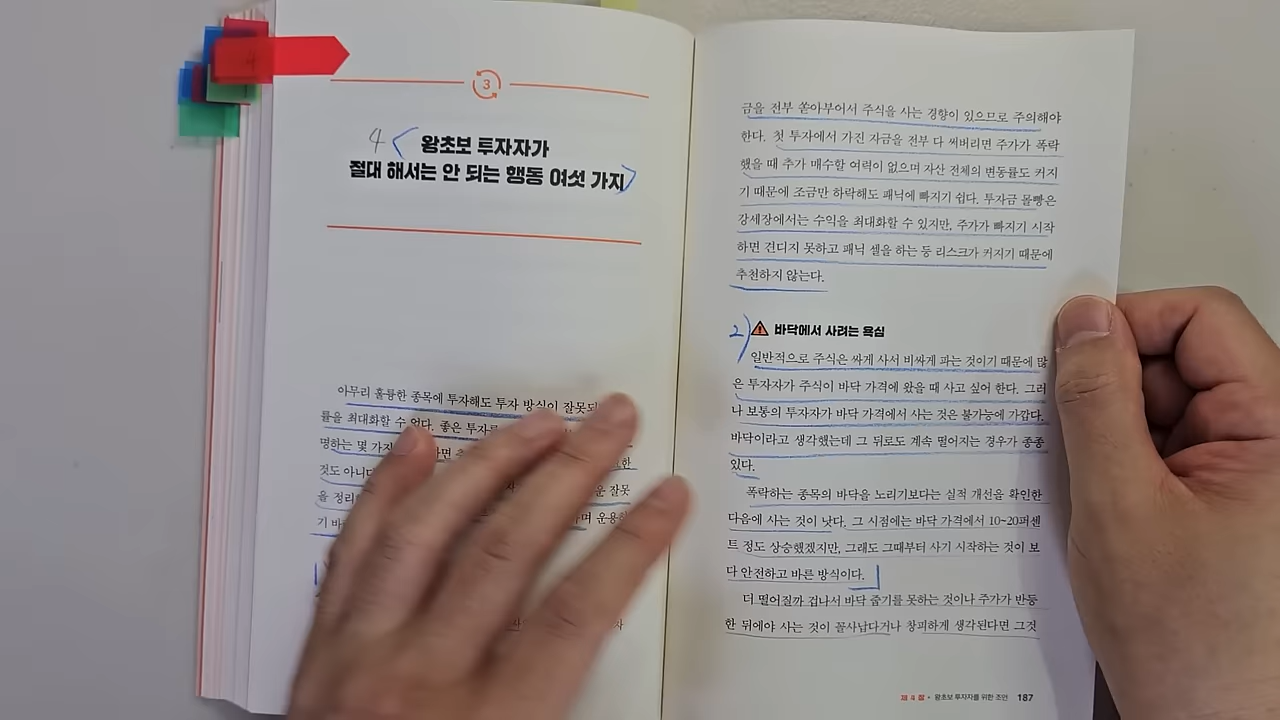 4
3
4
왕초보 투자자가
절대 해서는 안 되는 행동 여섯 가지
아무리 훌륭한 종목에 투자해도 투자 방식이
률을 최대화할 수 없다. 좋은 투자를
명하는 몇 가지
것도 아니다
을 정리 잘못
기 운용
금을 전부 쏟아부어서 주식을 사는 경향이 있으므로 주의해야
한다. 첫 투자에서 가진 자금을 전부 다 써버리면 주가가 폭락
했을 때 추가 매수할 여력이 없으며 자산 전체의 변동률도 커지
기 때문에 조금만 하락해도 패닉에 빠지기 쉽다. 투자금 몰빵은
강세장에서는 수익을 최대화할 수 있지만, 주가가 빠지기 시작
하면 견디지 못하고 패닉 셀을 하는 등 리스크가 커지기 때문에
추천하지 않는다.
2) 바닥에서 사려는 욕심
일반적으로 주식은 싸게 사서 비싸게 파는 것이기 때문에 많
은 투자자가 주식이 바닥 가격에 왔을 때 사고 싶어 한다. 그러
나 보통의 투자자가 바닥 가격에서 사는 것은 불가능에 가깝다.
바닥이라고 생각했는데 그 뒤로도 계속 떨어지는 경우가 종종
있다.
폭락하는 종목의 바닥을 노리기보다는 실적 개선을 확인한
다음에 사는 것이 낫다. 그 시점에는 바닥 가격에서 10~20퍼센
트 정도 상승했겠지만, 그래도 그때부터 사기 시작하는 것이 보
다 안전하고 바른 방식이다.
더 떨어질까 겁나서 바닥 줍기를 못하는 것이나 주가가 반등
한 뒤에야 사는 것이 꼴사납다거나 창피하게 생각된다면 그것
제 4 장 • 왕초보 투자자를 위한 조언 187